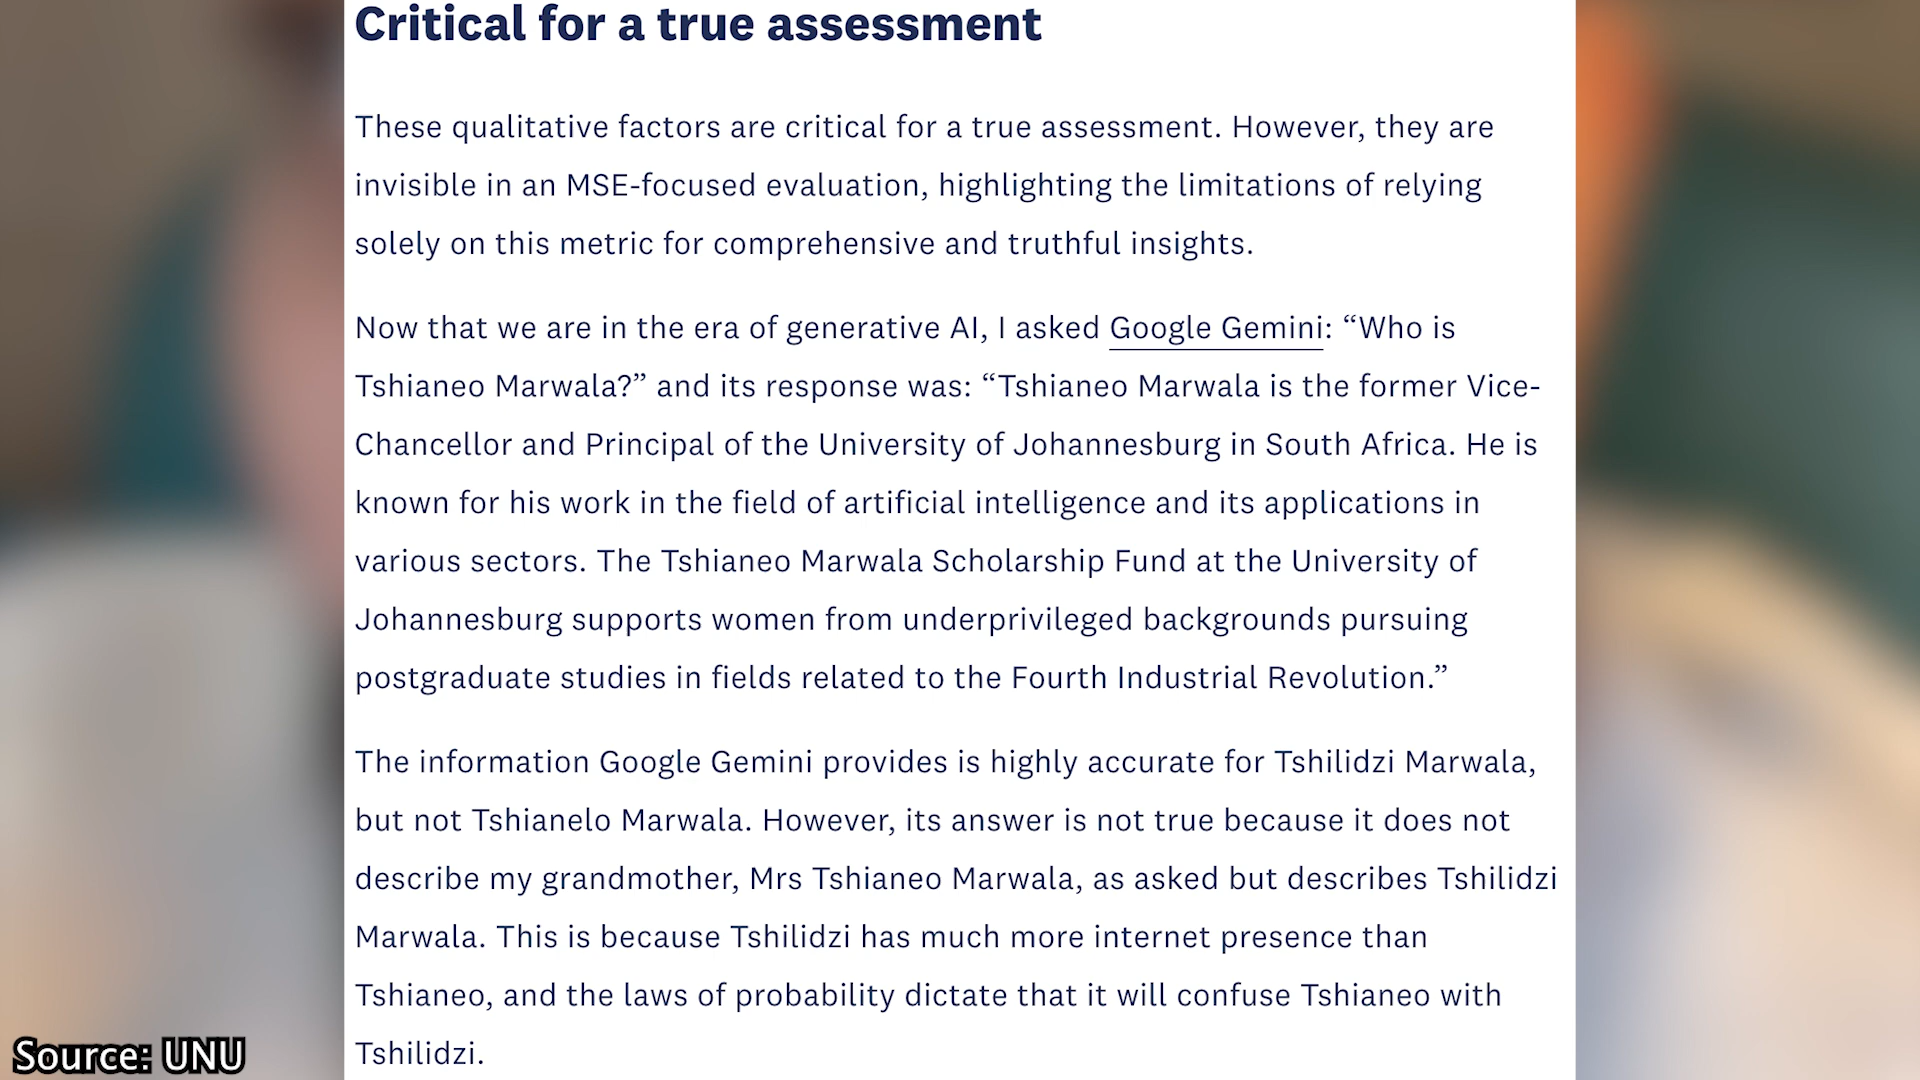 Critical for a true assessment
These qualitative factors are critical for a true assessment. However, they are
invisible in an MSE-focused evaluation, highlighting the limitations of relying
solely on this metric for comprehensive and truthful insights.
Now that we are in the era of generative AI, I asked Google Gemini: “Who is
Tshianeo Marwala?” and its response was: “Tshianeo Marwala is the former Vice-
Chancellor and Principal of the University of Johannesburg in South Africa. He is
known for his work in the field of artificial intelligence and its applications in
various sectors. The Tshianeo Marwala Scholarship Fund at the University of
Johannesburg supports women from underprivileged backgrounds pursuing
postgraduate studies in fields related to the Fourth Industrial Revolution.”
The information Google Gemini provides is highly accurate for Tshilidzi Marwala,
but not Tshianelo Marwala. However, its answer is not true because it does not
describe my grandmother, Mrs Tshianeo Marwala, as asked but describes Tshilidzi
Marwala. This is because Tshilidzi has much more internet presence than
Tshianeo, and the laws of probability dictate that it will confuse Tshianeo with
Tshilidzi.
Source: UNU